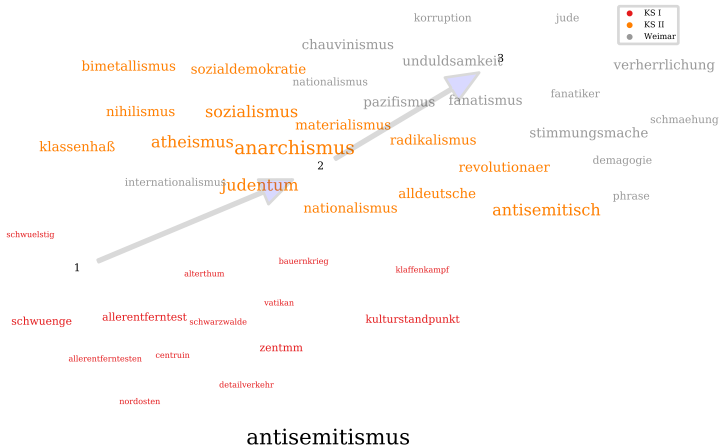 korruption
jude
KS I
KS II
Weimar
chauvinismus
unduldsamkeit
3
verherrlichung
bimetallismus
sozialdemokratie
nationalismus
fanatiker
pazifismus
fanatismus
nihilismus
sozialismus
materialismus
schmaehung
stimmungsmache
klassenhaß
atheismus
anarchismus
radikalismus
2
revolutionaer
demagogie
internationalismus
judentum
alldeutsche
phrase
nationalismus
antisemitisch
schwuelstig
1
bauernkrieg
alterthum
klaffenkampf
vatikan
schwuenge
allerentferntest
schwarzwalde
kulturstandpunkt
allerentferntesten
centruin
zentmm
detailverkehr
nordosten
antisemitismus